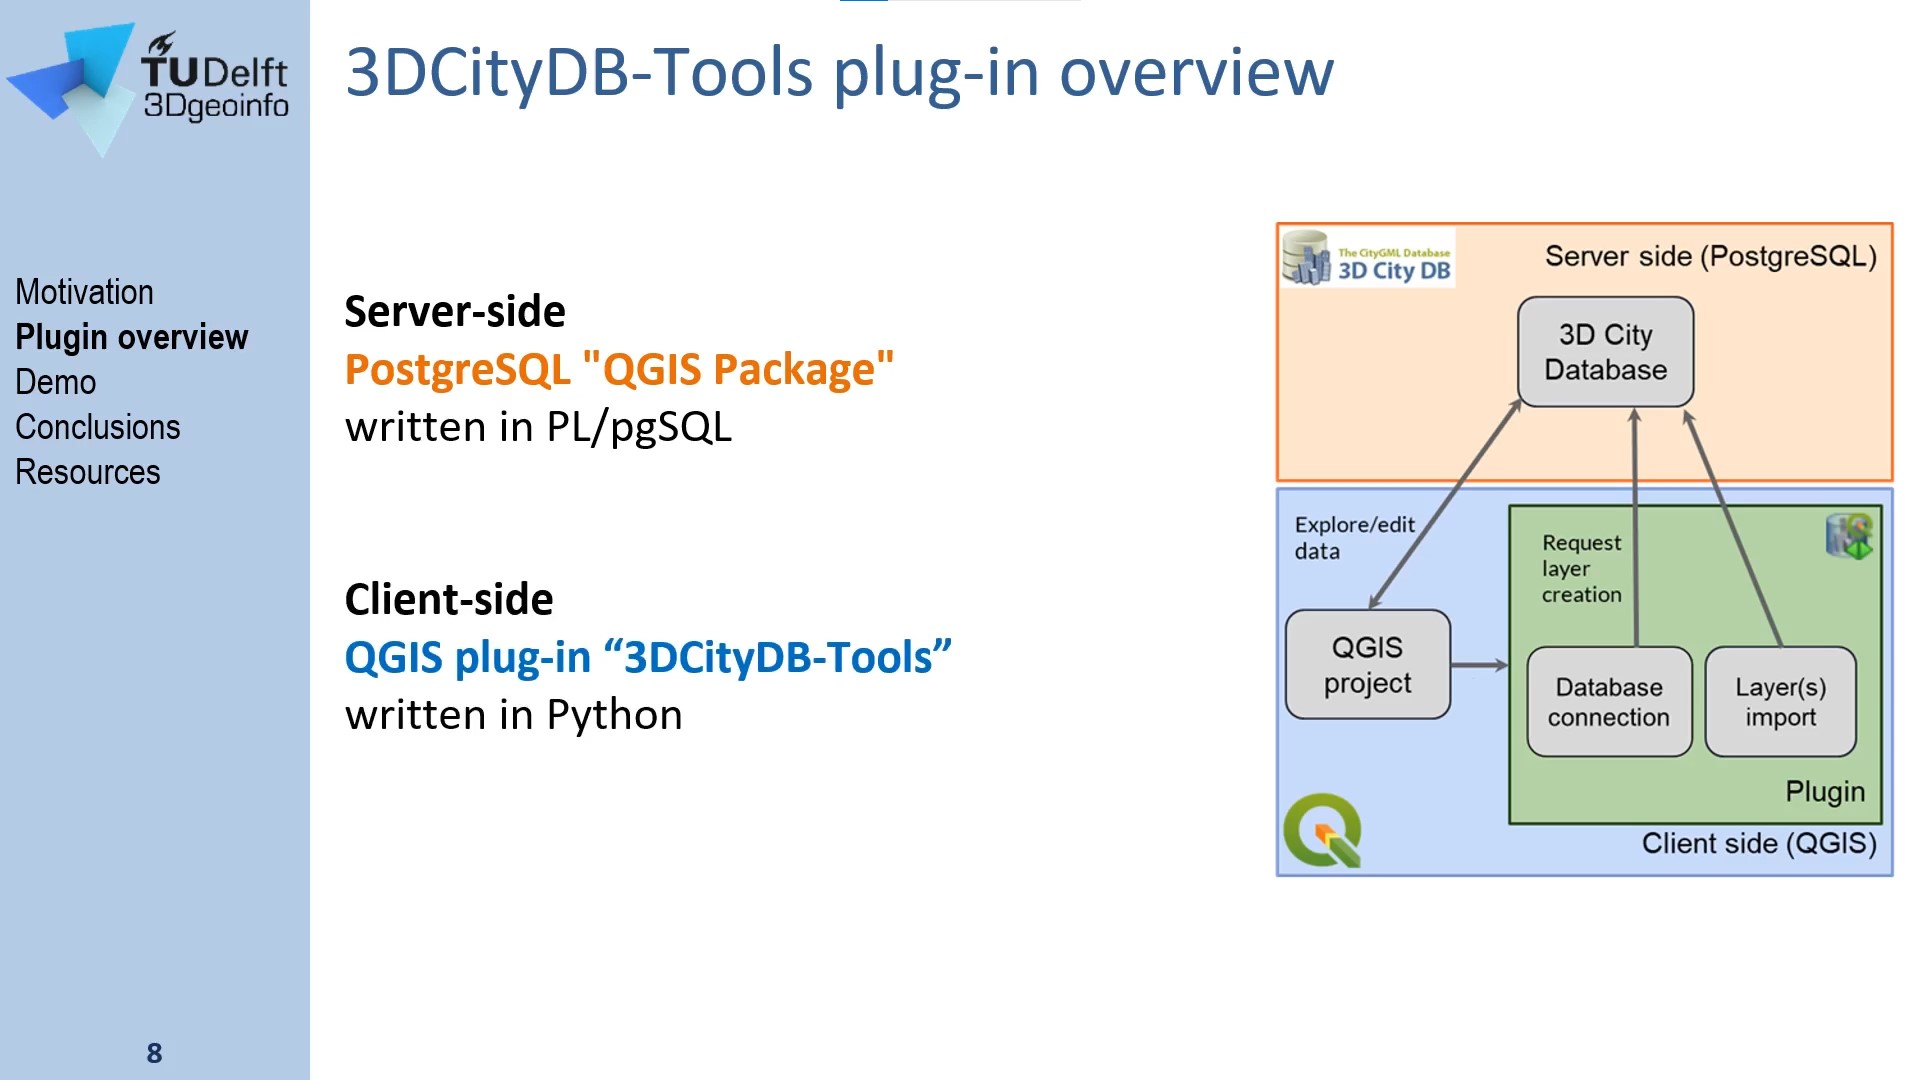 TUDelft
3Dgeoinfo
3DCityDB-Tools plug-in overview
Motivation
Plugin overview
Demo
Conclusions
Resources
Server-side
PostgreSQL "QGIS Package"
written in PL/pgSQL
Client-side
QGIS plug-in “3DCityDB-Tools”
written in Python
The CityGML Database
3D City DB
Server side (PostgreSQL)
3D City
Database
Explore/edit
data
Request
layer
creation
QGIS
project
Database
connection
Layer(s)
import
Plugin
Client side (QGIS)
8